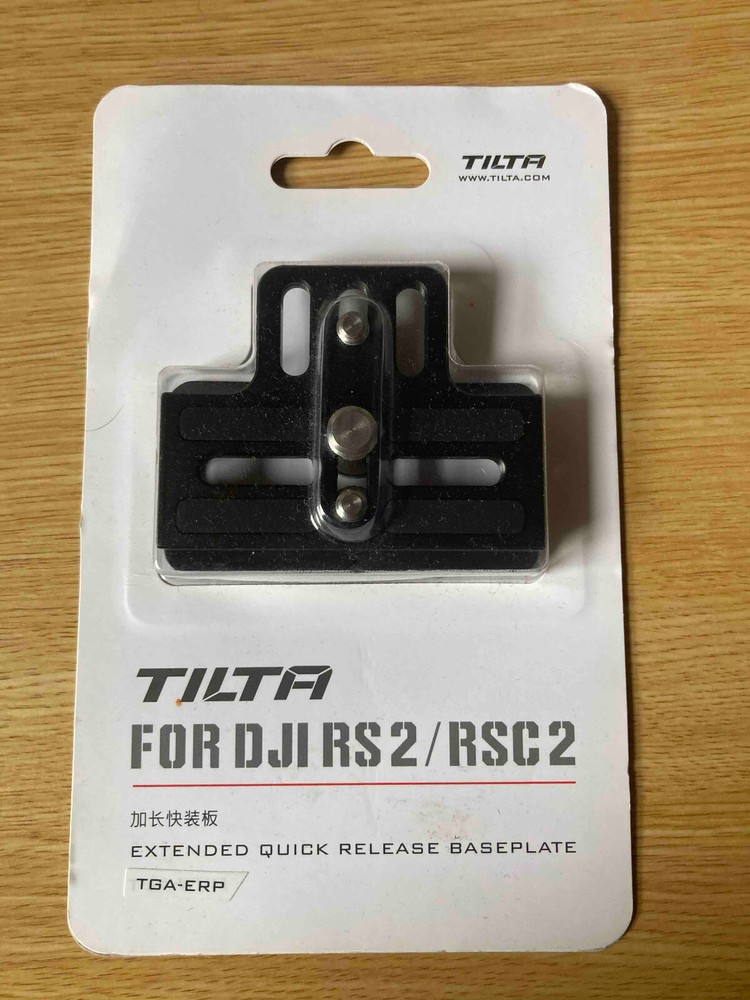 TILTA
WWW.TILTA.COM
TILTA
FOR DJI RS 2 / RSC 2
加长快装板
EXTENDED QUICK RELEASE BASEPLATE
TGA-ERP